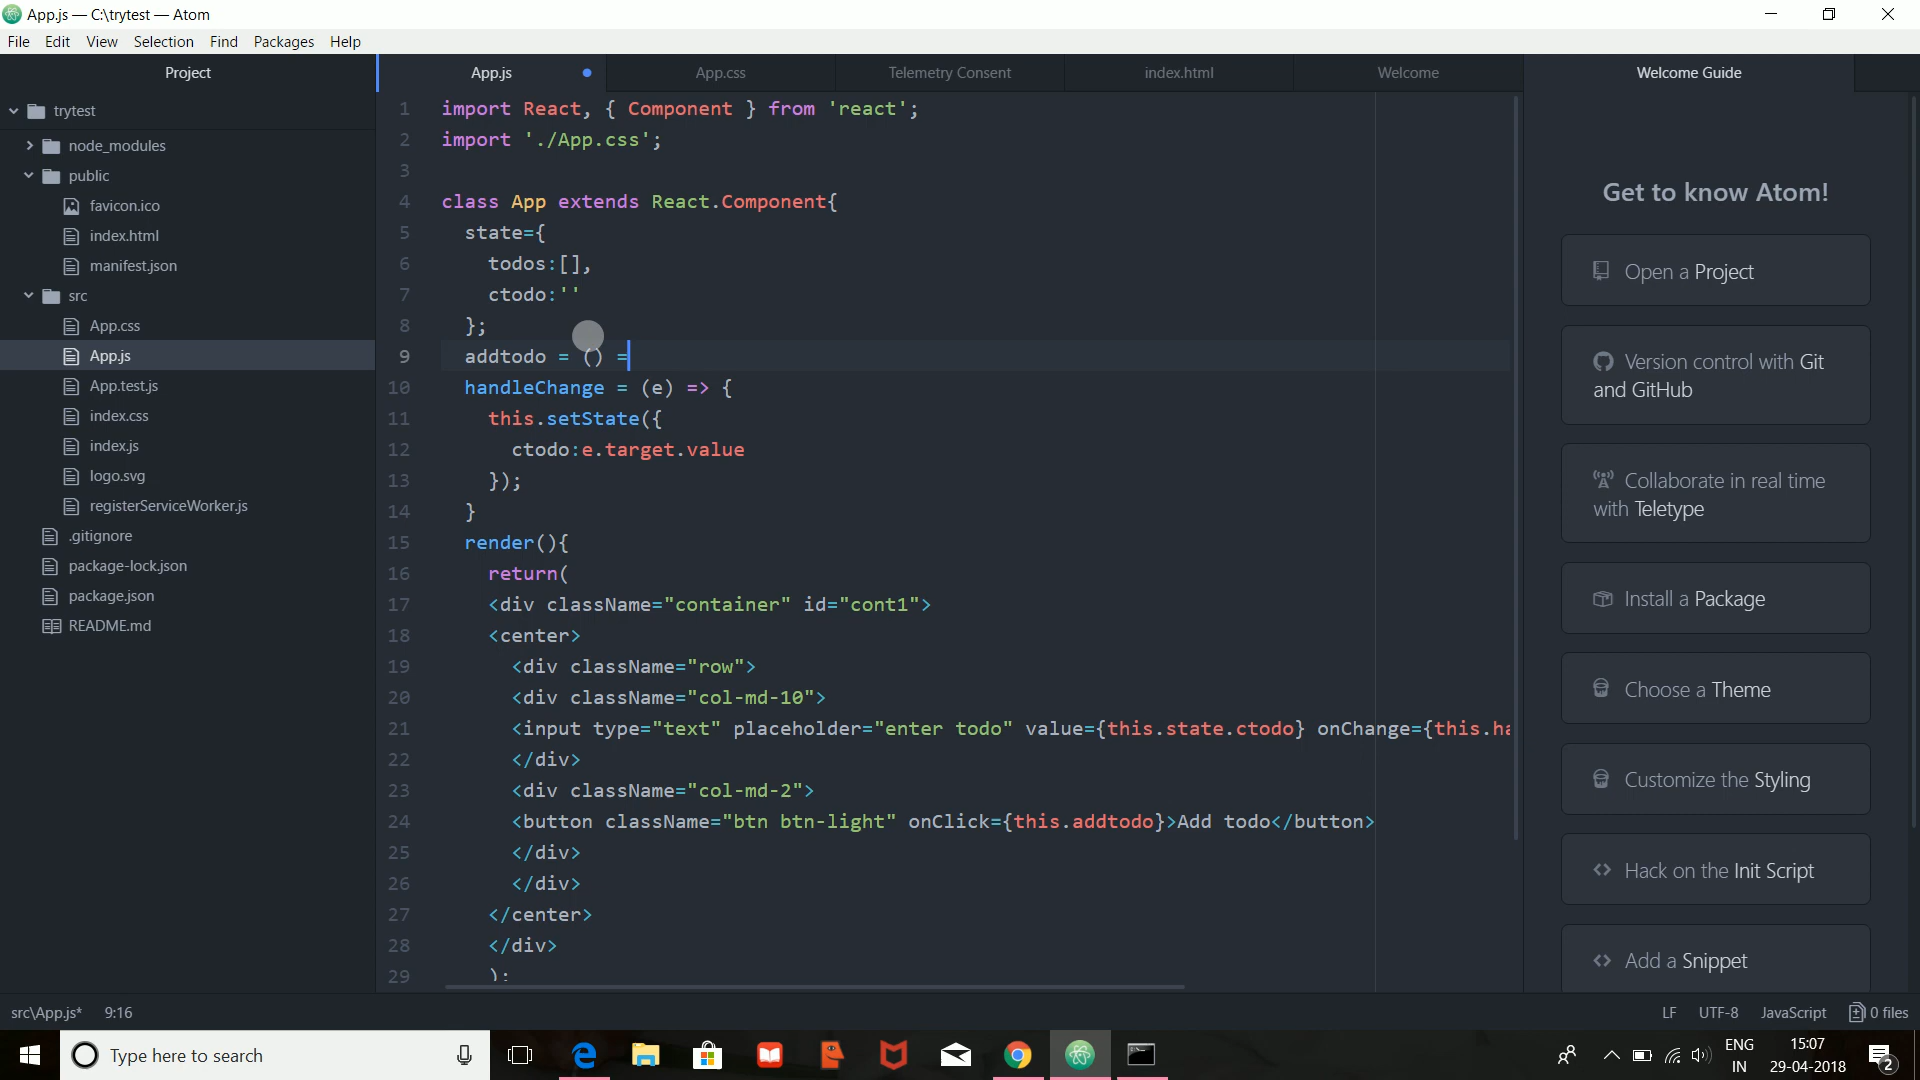 App.js — C:\trytest — Atom
File Edit View Selection Find Packages Help
Project
App.js
App.css
Telemetry Consent
index.html
Welcome
Welcome Guide
trytest
node_modules
public
favicon.ico
index.html
manifest.json
src
App.css
App.js
App.test.js
index.css
index.js
logo.svg
registerServiceWorker.js
.gitignore
package-lock.json
package.json
README.md
1 import React, { Component } from 'react';
2 import './App.css';
3
4 class App extends React.Component{
5 state={
6 todos:[],
7 ctodo:''
8 };
9 addtodo = () =
10 handleChange = (e) => {
11 this.setState({
12 ctodo:e.target.value
13 });
14 }
15 render(){
16 return(
17 <div className="container" id="cont1">
18 <center>
19 <div className="row">
20 <div className="col-md-10">
21 <input type="text" placeholder="enter todo" value={this.state.ctodo} onChange={this.ha
22 </div>
23 <div className="col-md-2">
24 <button className="btn btn-light" onClick={this.addtodo}>Add todo</button>
25 </div>
26 </div>
27 </center>
28 </div>
29 );
Get to know Atom!
Open a Project
Version control with Git
and GitHub
Collaborate in real time
with Teletype
Install a Package
Choose a Theme
Customize the Styling
Hack on the Init Script
Add a Snippet
src\App.js* 9:16
LF UTF-8 JavaScript 0 files
Type here to search
ENG
IN
15:07
29-04-2018
2